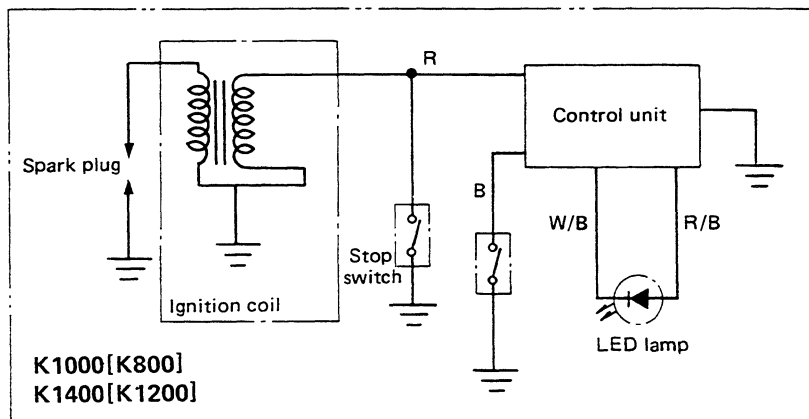 R
Control unit
Spark plug
B
W/B
R/B
Stop
switch
Ignition coil
LED lamp
K1000[K800]
K1400[K1200]